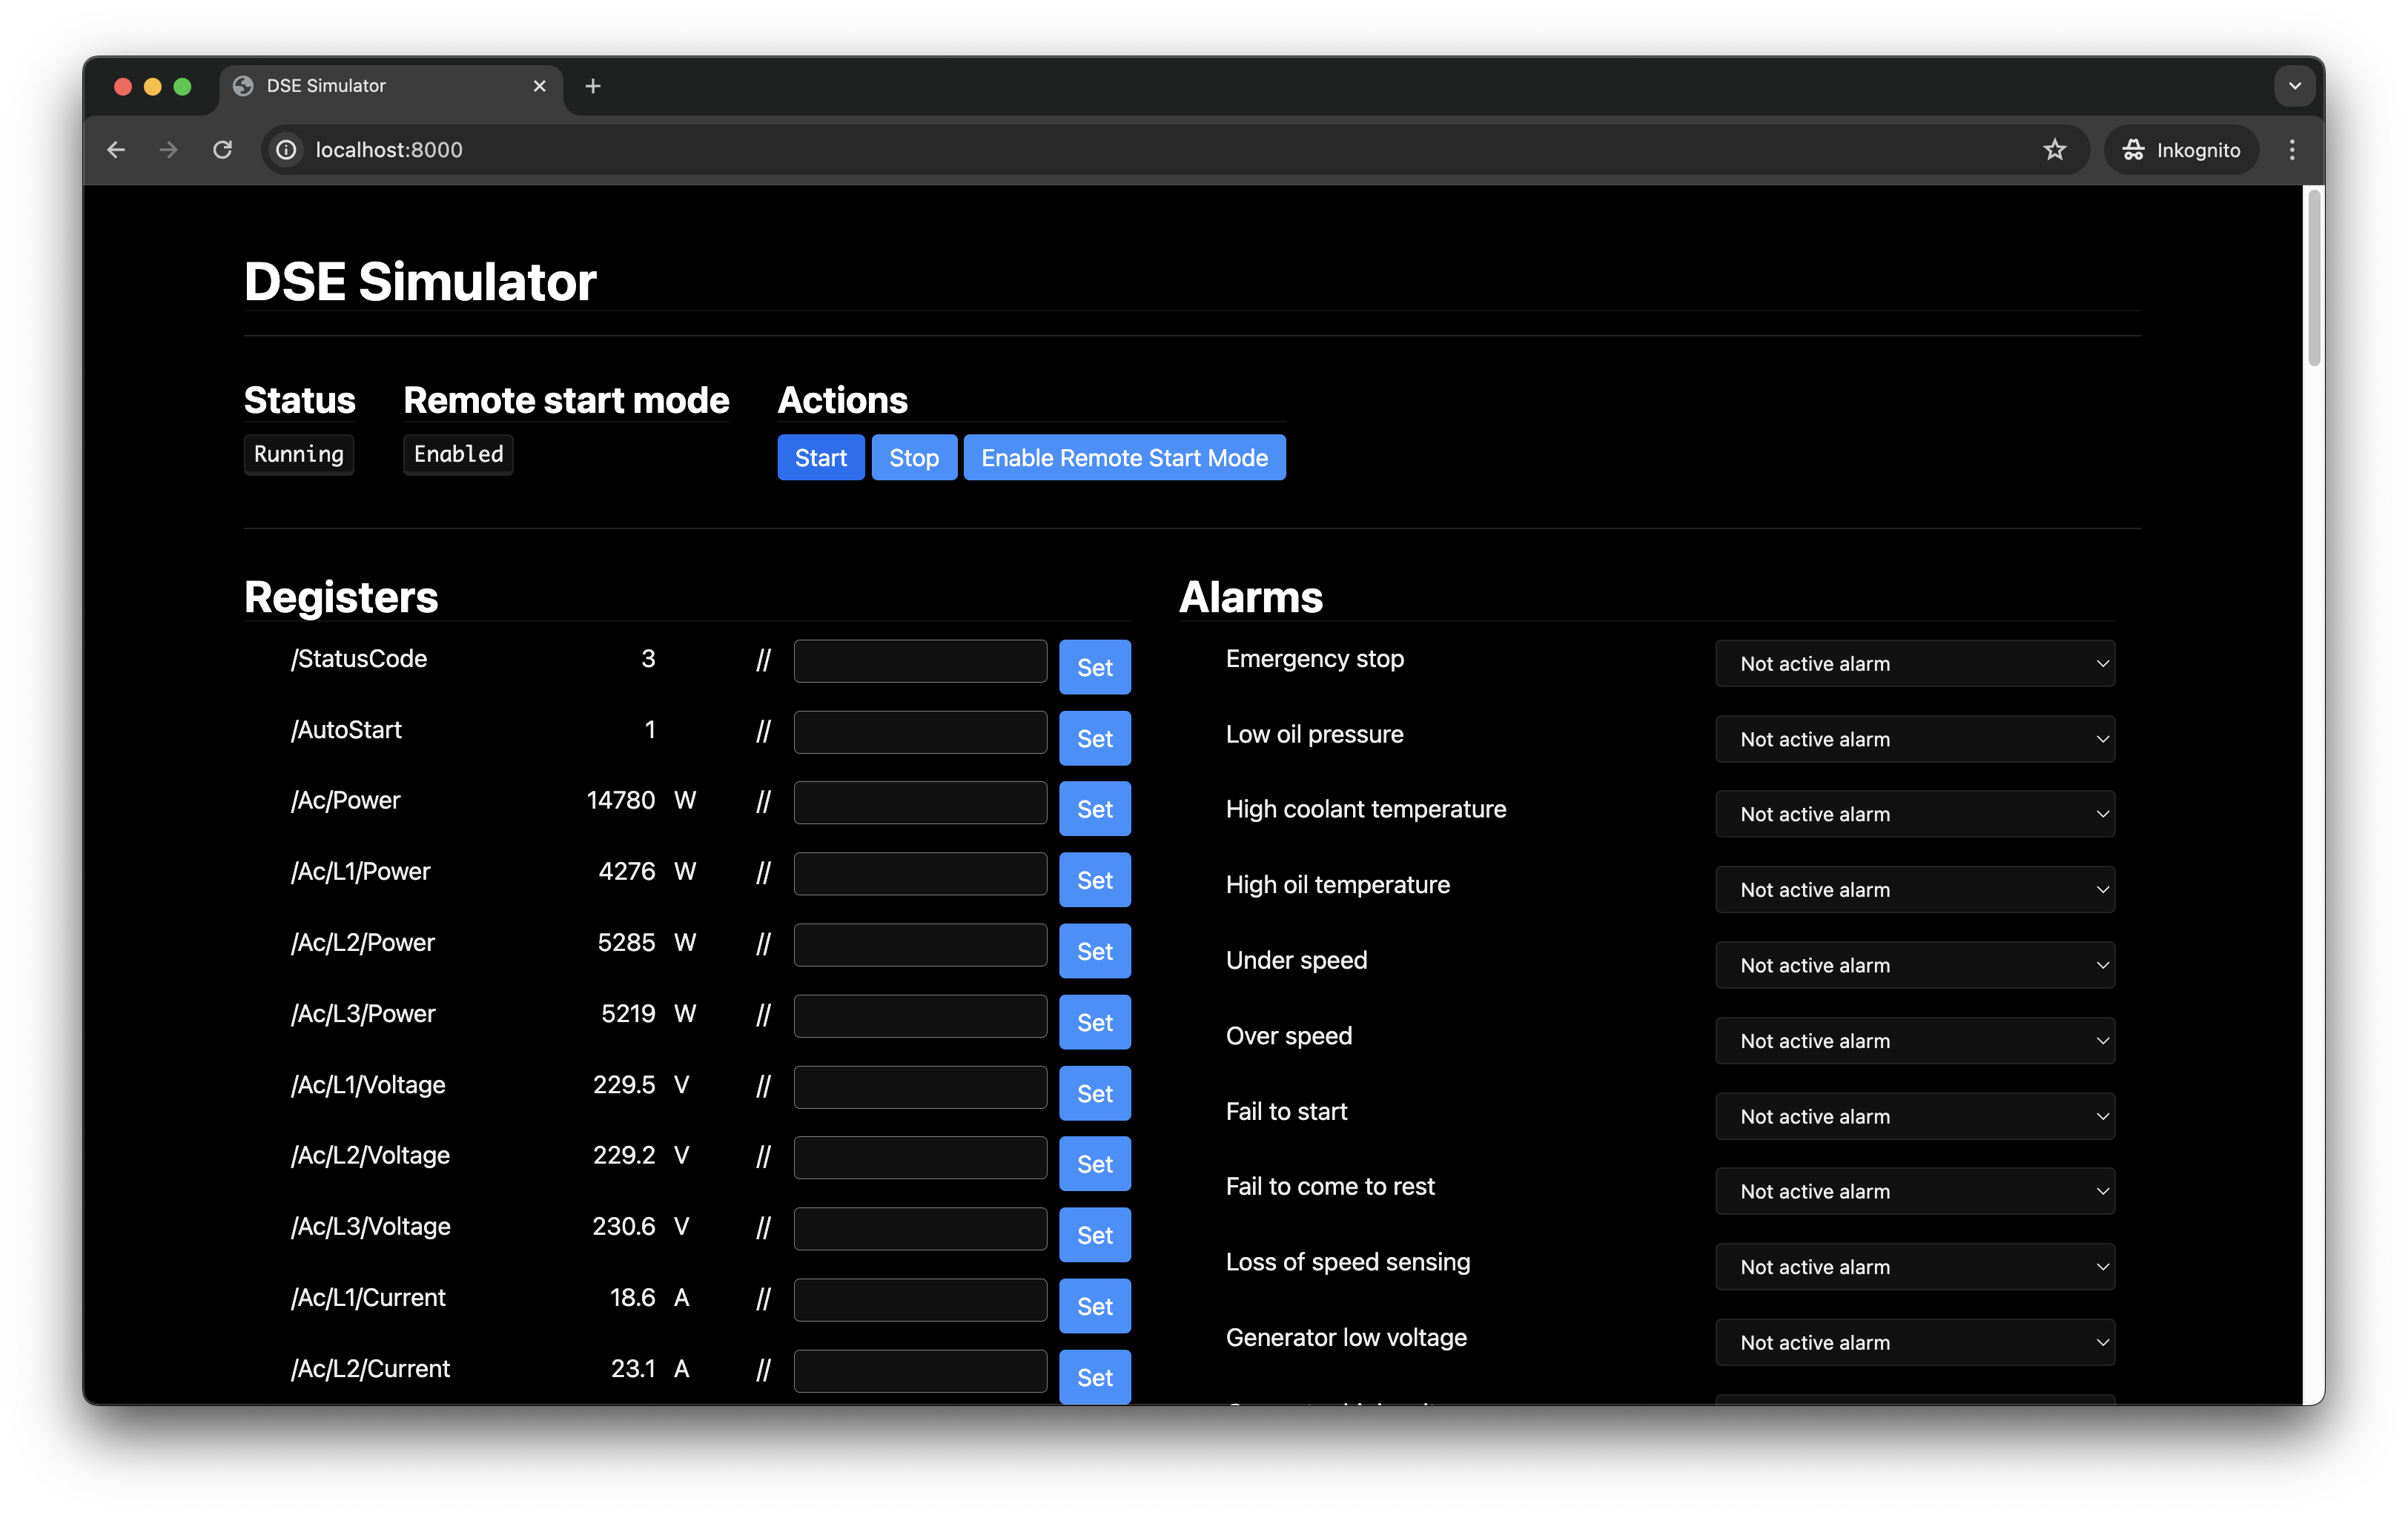 DSE Simulator
localhost:8000
Inkognito
DSE Simulator
Status Remote start mode Actions
Running Enabled Start Stop Enable Remote Start Mode
Registers
/StatusCode 3 // Set
/AutoStart 1 // Set
/Ac/Power 14780 W // Set
/Ac/L1/Power 4276 W // Set
/Ac/L2/Power 5285 W // Set
/Ac/L3/Power 5219 W // Set
/Ac/L1/Voltage 229.5 V // Set
/Ac/L2/Voltage 229.2 V // Set
/Ac/L3/Voltage 230.6 V // Set
/Ac/L1/Current 18.6 A // Set
/Ac/L2/Current 23.1 A // Set
Alarms
Emergency stop Not active alarm
Low oil pressure Not active alarm
High coolant temperature Not active alarm
High oil temperature Not active alarm
Under speed Not active alarm
Over speed Not active alarm
Fail to start Not active alarm
Fail to come to rest Not active alarm
Loss of speed sensing Not active alarm
Generator low voltage Not active alarm